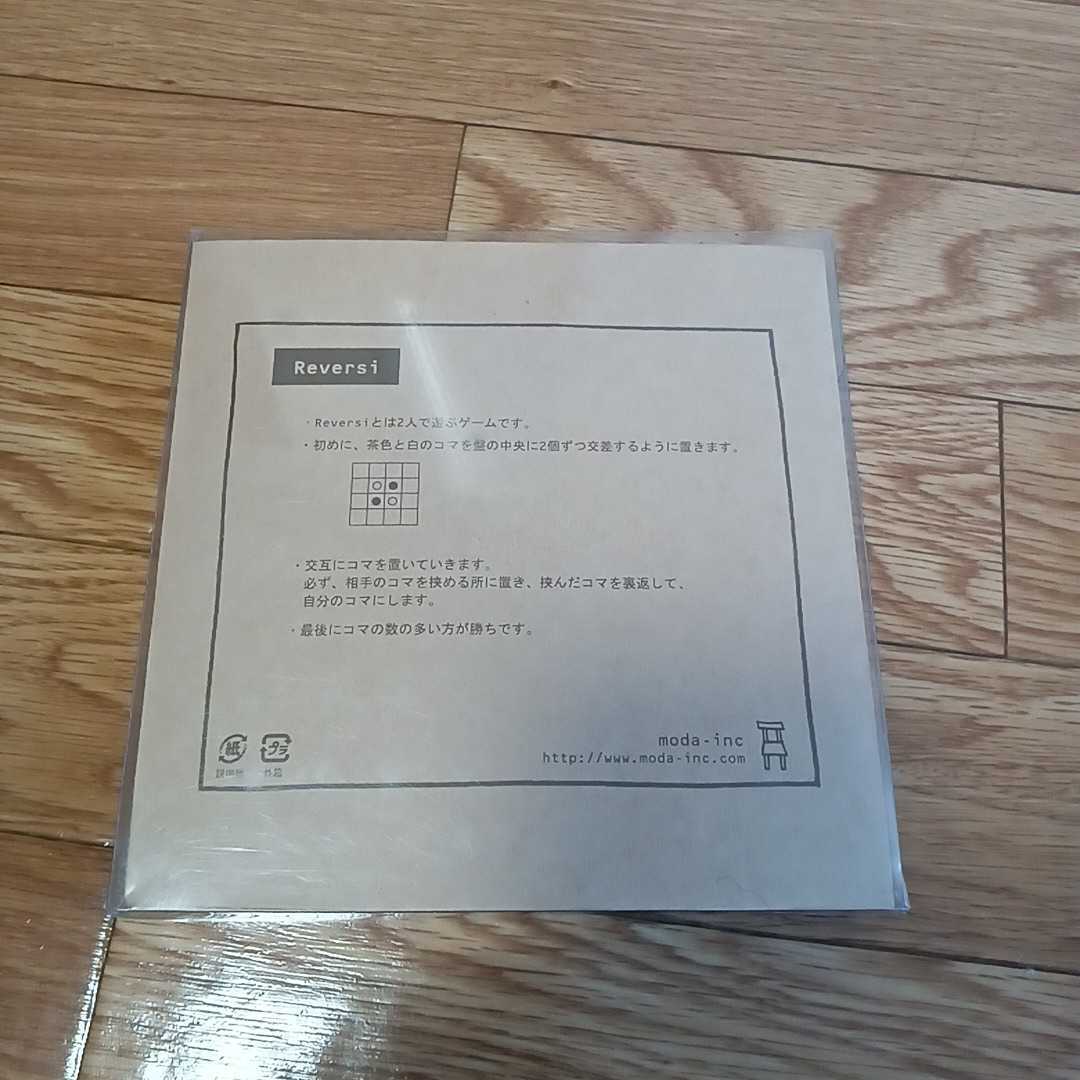 Reversi
・Reversiとは2人で遊ぶゲームです。
・初めに、茶色と白のコマを盤の中央に2個ずつ交差するように置きます。
・交互にコマを置いていきます。
必ず、相手のコマを挟める所に置き、挟んだコマを裏返して、
自分のコマにします。
・最後にコマの数の多い方が勝ちです。
紙 プラ
説明書 外箱
moda-inc
http://www.moda-inc.com